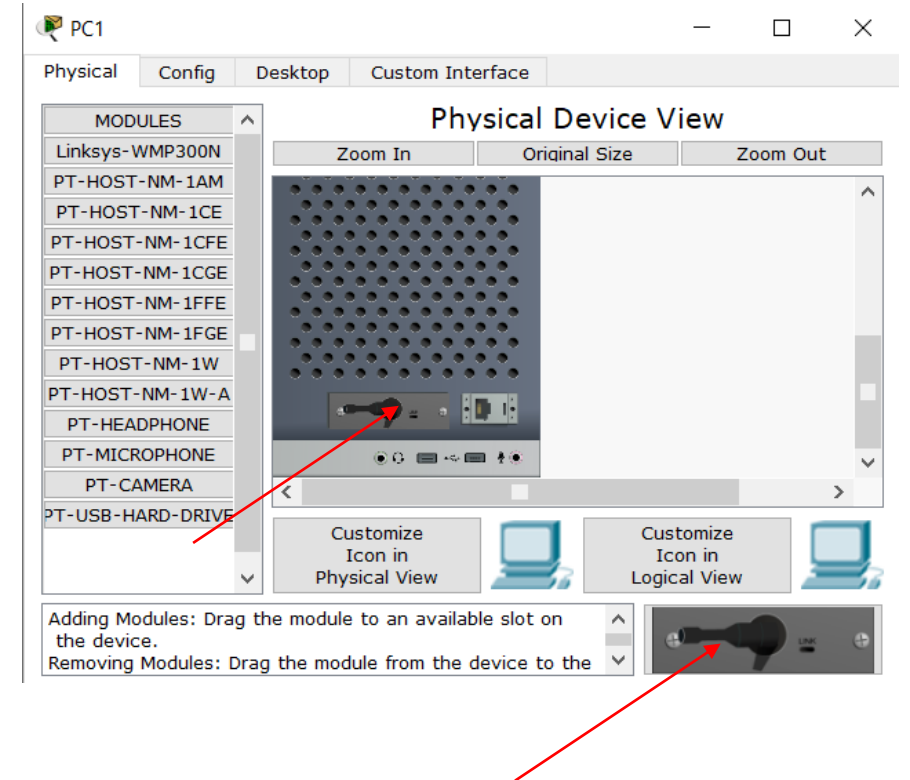 PC1
Physical Config Desktop Custom Interface
MODULES
Linksys-WMP300N
PT-HOST-NM-1AM
PT-HOST-NM-1CE
PT-HOST-NM-1CFE
PT-HOST-NM-1CGE
PT-HOST-NM-1FFE
PT-HOST-NM-1FGE
PT-HOST-NM-1W
PT-HOST-NM-1W-A
PT-HEADPHONE
PT-MICROPHONE
PT-CAMERA
PT-USB-HARD-DRIVE
Physical Device View
Zoom In Original Size Zoom Out
Customize
Icon in
Physical View
Customize
Icon in
Logical View
Adding Modules: Drag the module to an available slot on
the device.
Removing Modules: Drag the module from the device to the
LINK